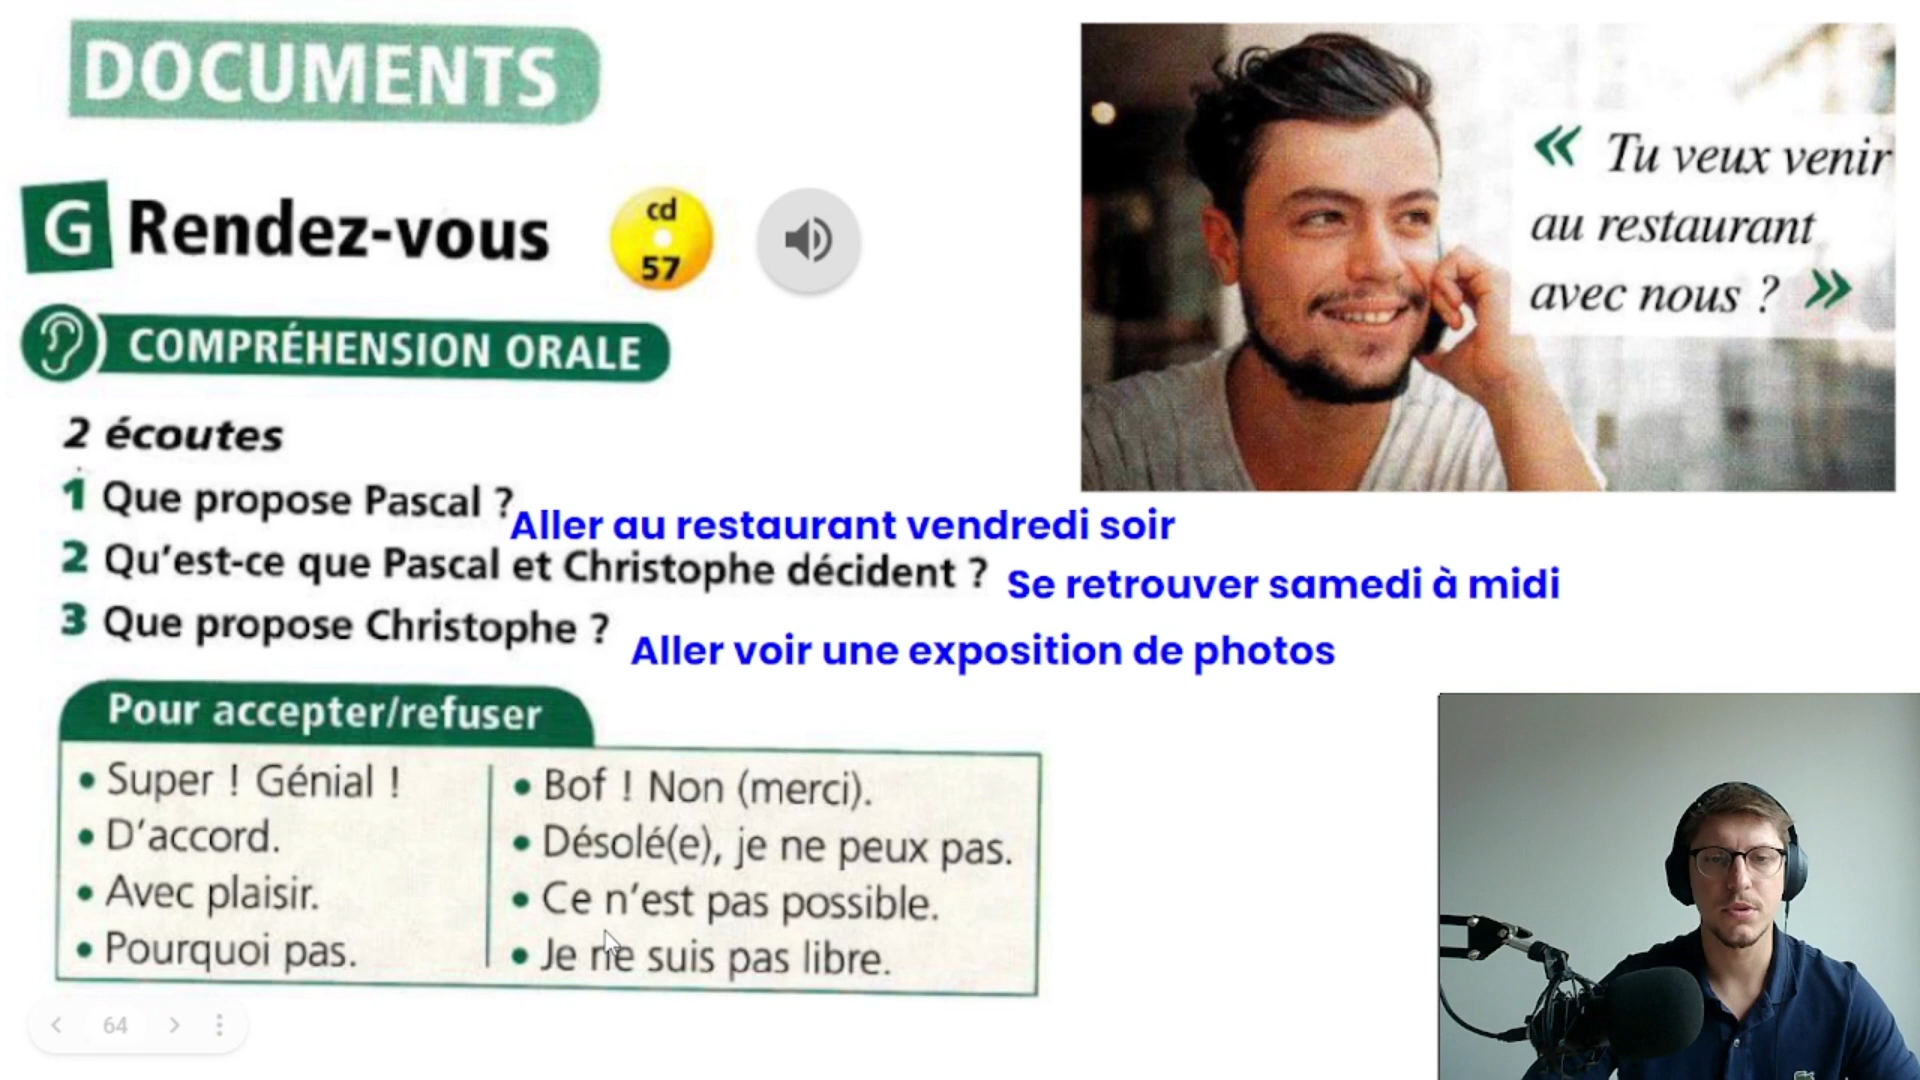 DOCUMENTS
G Rendez-vous
cd
57
COMPRÉHENSION ORALE
« Tu veux venir
au restaurant
avec nous ? »
2 écoutes
1 Que propose Pascal ?
Aller au restaurant vendredi soir
2 Qu'est-ce que Pascal et Christophe décident ?
Se retrouver samedi à midi
3 Que propose Christophe ?
Aller voir une exposition de photos
Pour accepter/refuser
• Super ! Génial !
• D'accord.
• Avec plaisir.
• Pourquoi pas.
• Bof ! Non (merci).
• Désolé(e), je ne peux pas.
• Ce n'est pas possible.
• Je ne suis pas libre.
64